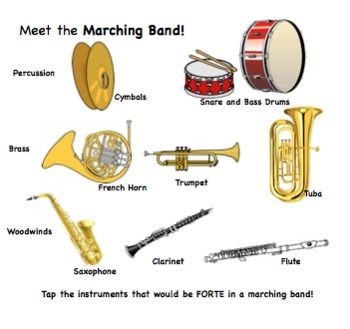 Meet the Marching Band!
Percussion
Cymbals
Snare and Bass Drums
Brass
French Horn
Trumpet
Tuba
Woodwinds
Saxophone
Clarinet
Flute
Tap the instruments that would be FORTE in a marching band!